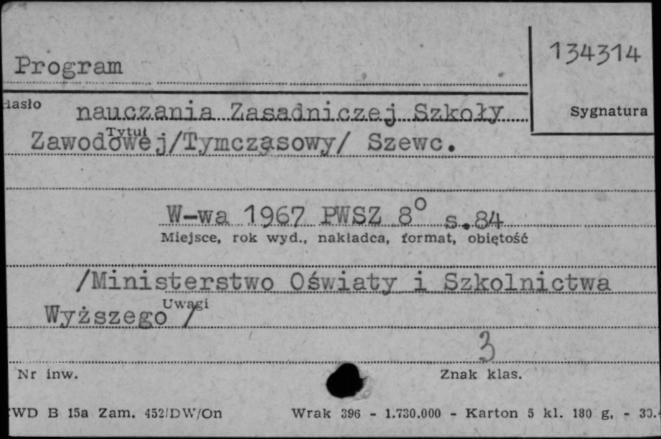 134314
Program
Hasło nauczania Zasadniczej Szkoły
Sygnatura
Tytuł
Zawodowej/Tymczasowy/ Szewc.
W-wa 1967 PWSZ 8° s.84
Miejsce, rok wyd., nakładca, format, objętość
/Ministerstwo Oświaty i Szkolnictwa
Uwagi
Wyższego /
3
Nr inw.
Znak klas.
WD B 15a Zam. 452/DW/On Wrak 396 - 1.730.000 - Karton 5 kl. 180 g. -